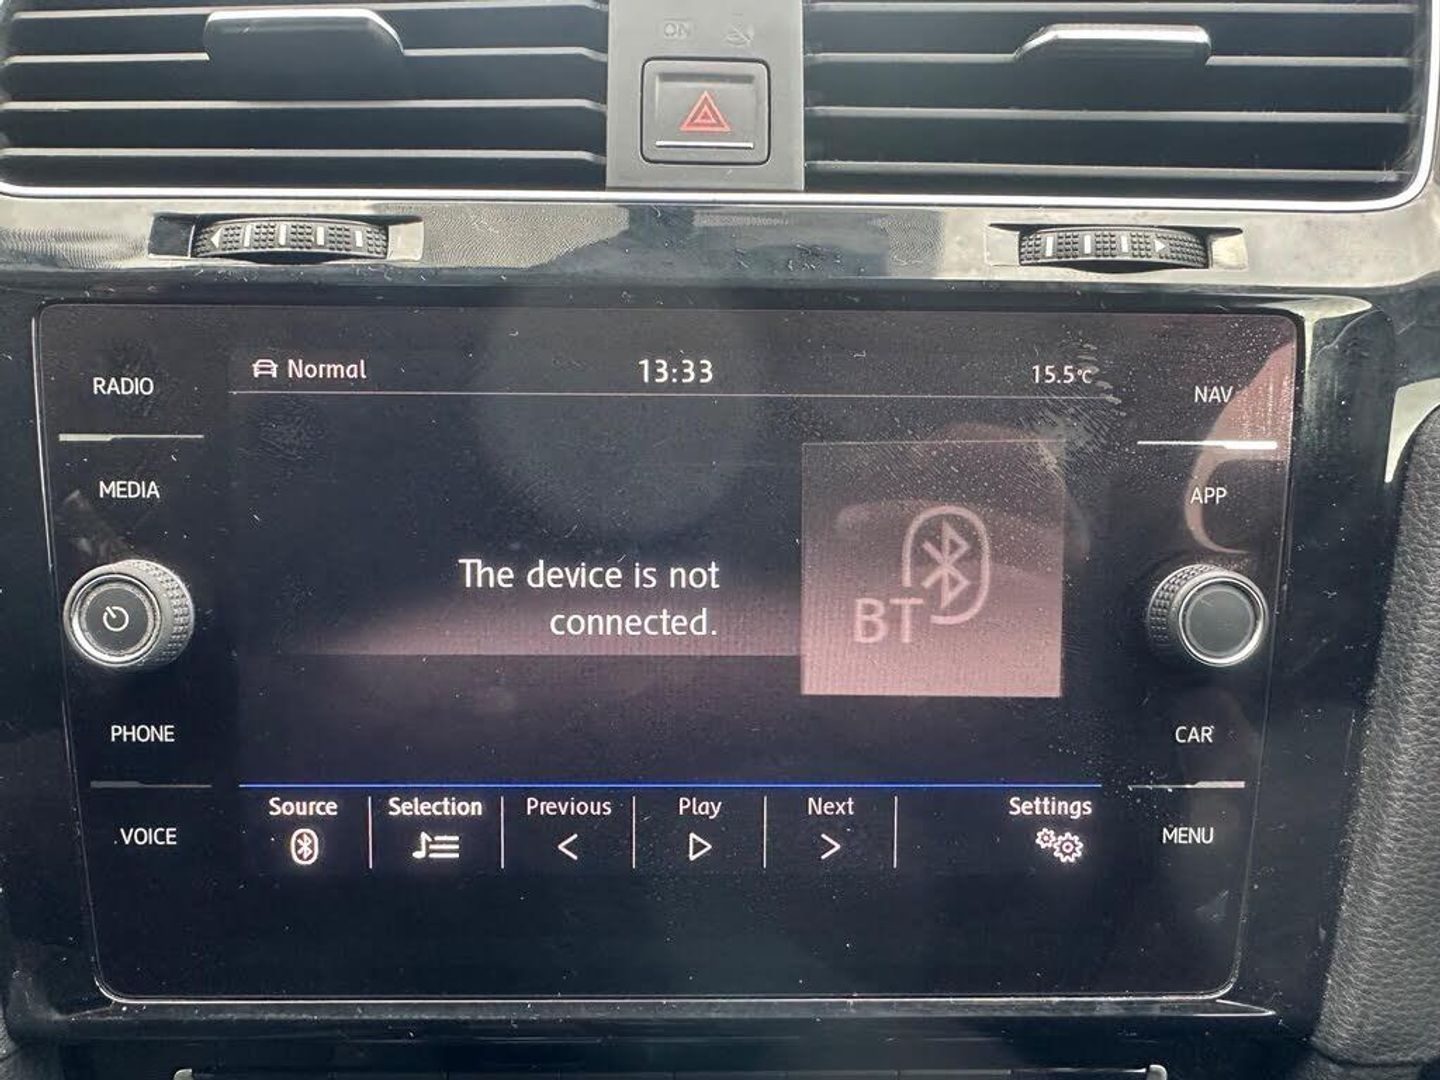 ON
Normal 13:33 15.5°C
RADIO
NAV
MEDIA
APP
The device is not
connected.
BT
PHONE
CAR
Source Selection Previous Play Next Settings
VOICE
MENU